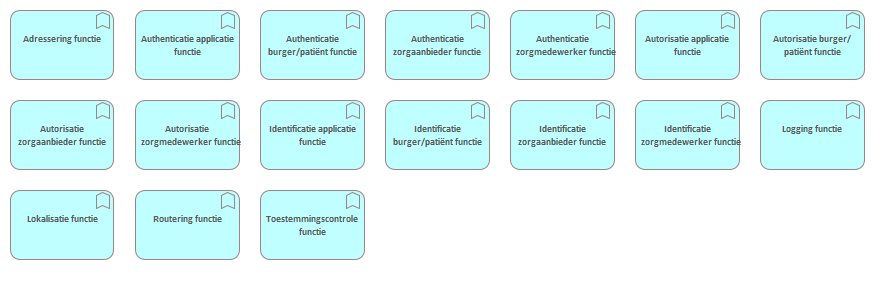 Adressering functie
Authenticatie applicatie
functie
Authenticatie
burger/patiënt functie
Authenticatie
zorgaanbieder functie
Authenticatie
zorgmedewerker functie
Autorisatie applicatie
functie
Autorisatie burger/
patiënt functie
Autorisatie
zorgaanbieder functie
Autorisatie
zorgmedewerker functie
Identificatie applicatie
functie
Identificatie
burger/patiënt functie
Identificatie
zorgaanbieder functie
Identificatie
zorgmedewerker functie
Logging functie
Lokalisatie functie
Routering functie
Toestemmingscontrole
functie